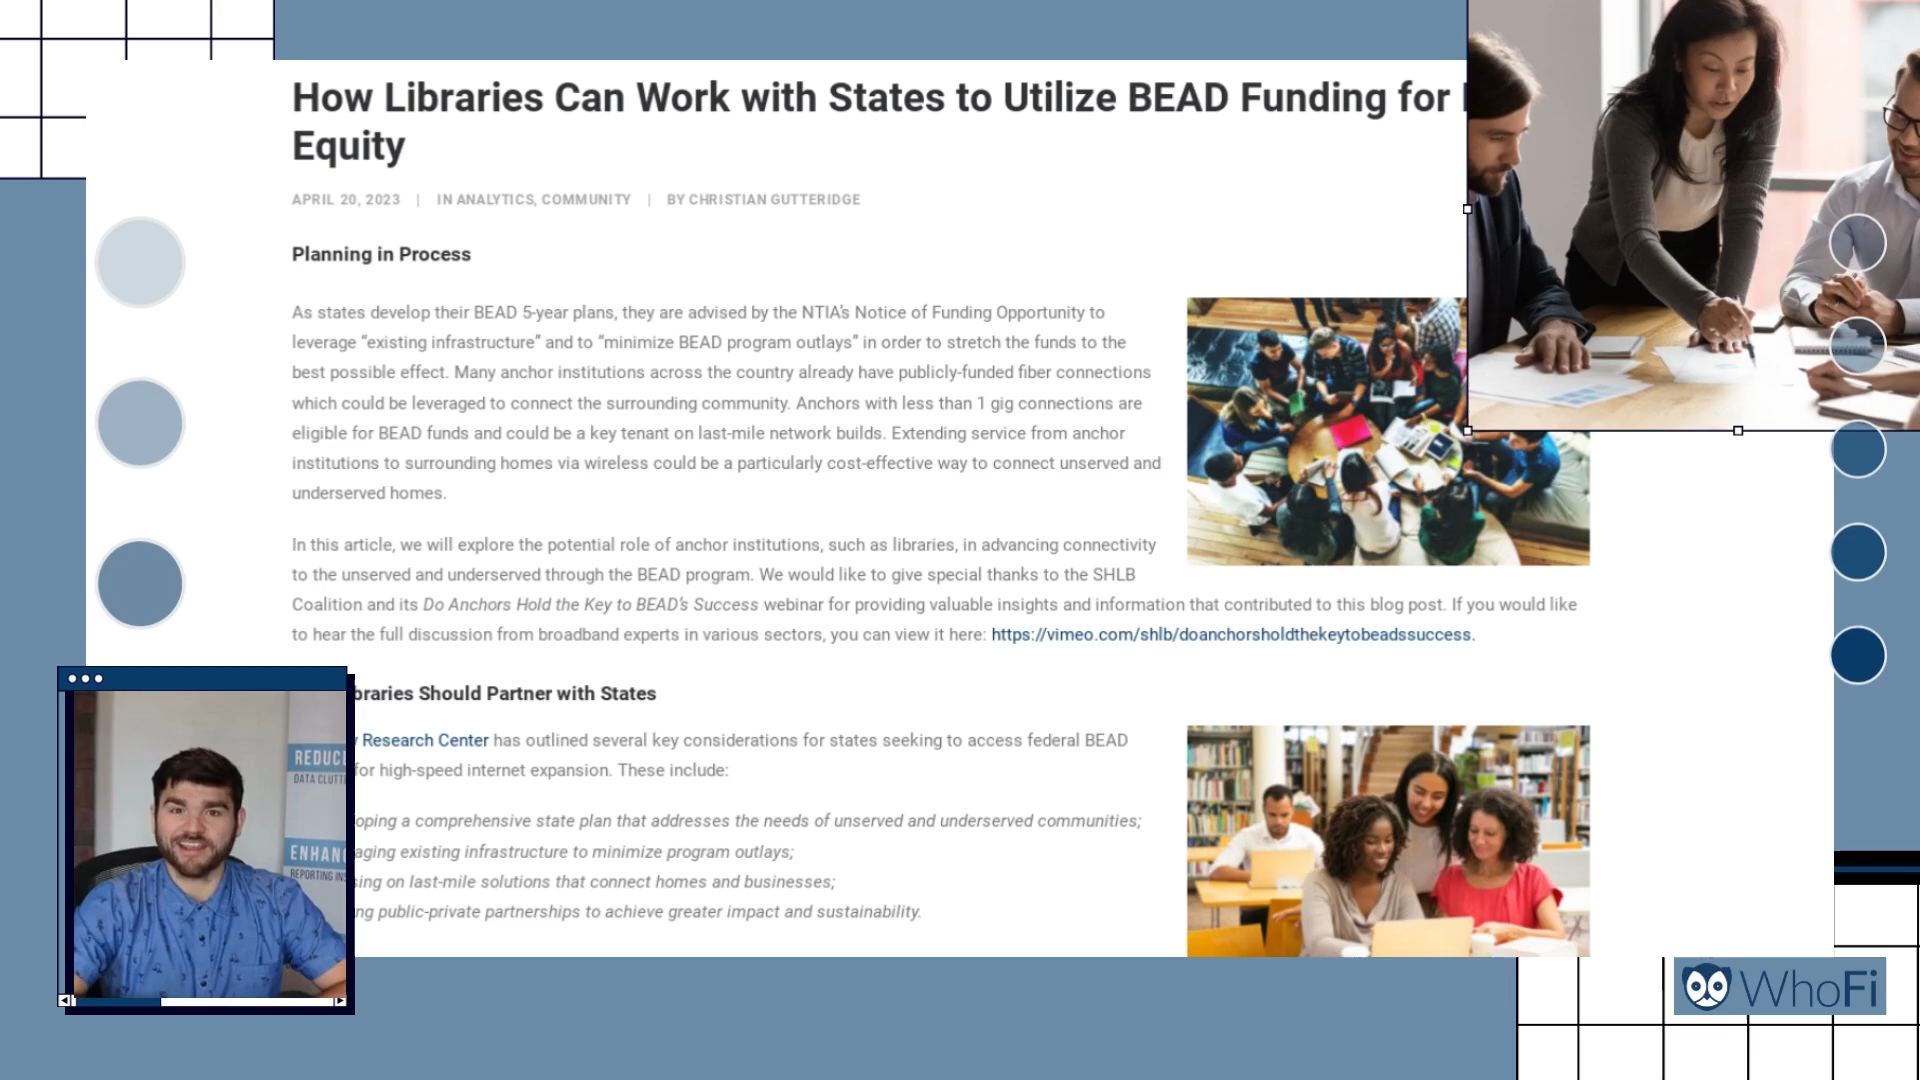 How Libraries Can Work with States to Utilize BEAD Funding for
Equity
APRIL 20, 2023 | IN ANALYTICS, COMMUNITY | BY CHRISTIAN GUTTERIDGE
Planning in Process
As states develop their BEAD 5-year plans, they are advised by the NTIA’s Notice of Funding Opportunity to
leverage “existing infrastructure” and to “minimize BEAD program outlays” in order to stretch the funds to the
best possible effect. Many anchor institutions across the country already have publicly-funded fiber connections
which could be leveraged to connect the surrounding community. Anchors with less than 1 gig connections are
eligible for BEAD funds and could be a key tenant on last-mile network builds. Extending service from anchor
institutions to surrounding homes via wireless could be a particularly cost-effective way to connect unserved and
underserved homes.
In this article, we will explore the potential role of anchor institutions, such as libraries, in advancing connectivity
to the unserved and underserved through the BEAD program. We would like to give special thanks to the SHLB
Coalition and its Do Anchors Hold the Key to BEAD’s Success webinar for providing valuable insights and information that contributed to this blog post. If you would like
to hear the full discussion from broadband experts in various sectors, you can view it here: https://vimeo.com/shlb/doanchorsholdthekeytobeadssuccess.
braries Should Partner with States
Research Center has outlined several key considerations for states seeking to access federal BEAD
for high-speed internet expansion. These include:
oping a comprehensive state plan that addresses the needs of unserved and underserved communities;
aging existing infrastructure to minimize program outlays;
sing on last-mile solutions that connect homes and businesses;
ng public-private partnerships to achieve greater impact and sustainability.
REDUC
DATA CLUTT
ENHAN
REPORTING INS
WhoFi